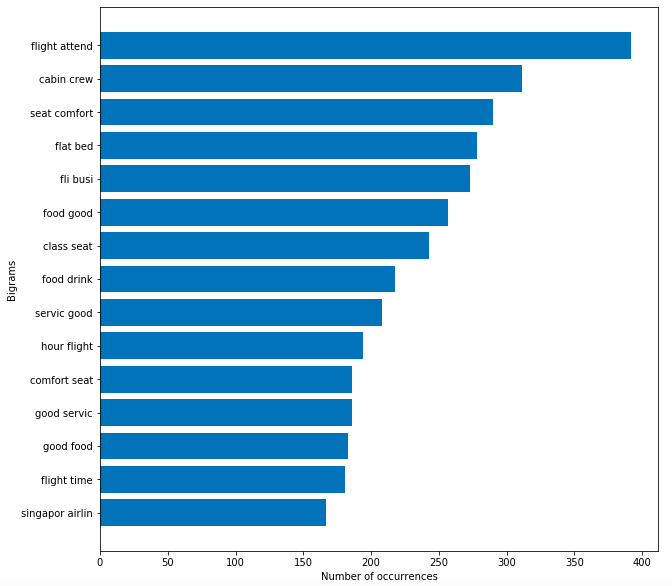 flight attend
cabin crew
seat comfort
flat bed
fli busi
food good
class seat
food drink
servic good
hour flight
comfort seat
good servic
good food
flight time
singapor airlin
Bigrams
0 50 100 150 200 250 300 350 400
Number of occurrences